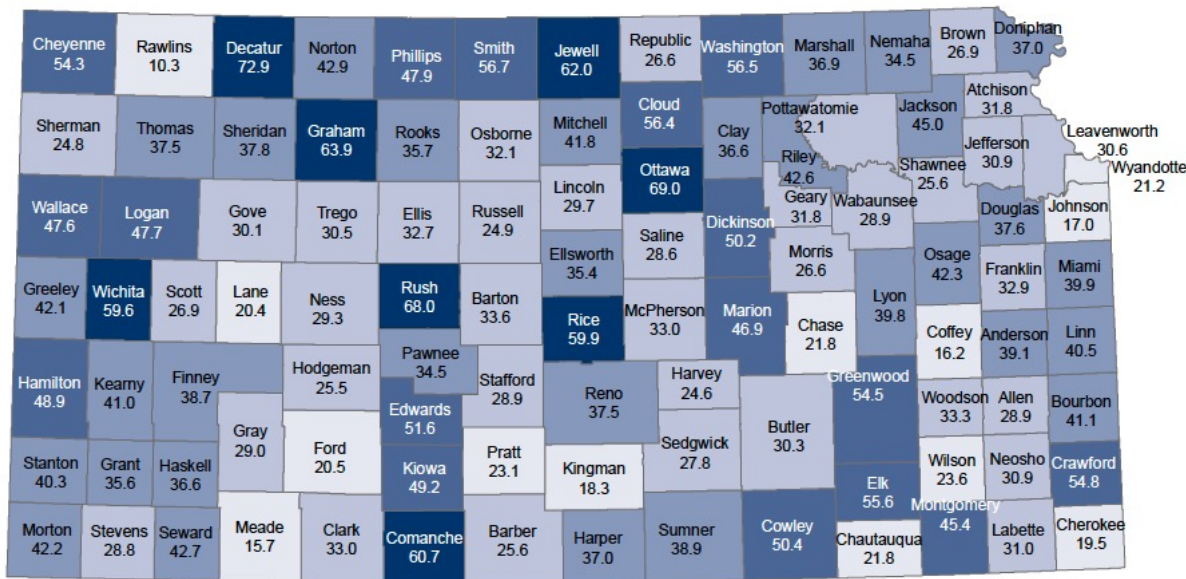 Cheyenne
54.3
Rawlins
10.3
Decatur
72.9
Norton
42.9
Phillips
47.9
Smith
56.7
Jewell
62.0
Republic
26.6
Washington
56.5
Marshall
36.9
Nemaha
34.5
Brown
26.9
Doniphan
37.0
Sherman
24.8
Thomas
37.5
Sheridan
37.8
Graham
63.9
Rooks
35.7
Osborne
32.1
Mitchell
41.8
Cloud
56.4
Clay
36.6
Pottawatomie
32.1
Riley
42.6
Jackson
45.0
Atchison
31.8
Jefferson
30.9
Leavenworth
30.6
Wyandotte
21.2
Ottawa
69.0
Lincoln
29.7
Shawnee
25.6
Wallace
47.6
Logan
47.7
Gove
30.1
Trego
30.5
Ellis
32.7
Russell
24.9
Saline
28.6
Dickinson
50.2
Geary
31.8
Wabaunsee
28.9
Douglas
37.6
Johnson
17.0
Ellsworth
35.4
Morris
26.6
Osage
42.3
Franklin
32.9
Miami
39.9
Greeley
42.1
Wichita
59.6
Scott
26.9
Lane
20.4
Ness
29.3
Rush
68.0
Barton
33.6
Rice
59.9
McPherson
33.0
Marion
46.9
Chase
21.8
Lyon
39.8
Coffey
16.2
Anderson
39.1
Linn
40.5
Hamilton
48.9
Kearny
41.0
Finney
38.7
Hodgeman
25.5
Pawnee
34.5
Stafford
28.9
Reno
37.5
Harvey
24.6
Butler
30.3
Greenwood
54.5
Woodson
33.3
Allen
28.9
Bourbon
41.1
Edwards
51.6
Gray
29.0
Ford
20.5
Sedgwick
27.8
Stanton
40.3
Grant
35.6
Haskell
36.6
Kiowa
49.2
Pratt
23.1
Kingman
18.3
Elk
55.6
Wilson
23.6
Neosho
30.9
Crawford
54.8
Morton
42.2
Stevens
28.8
Seward
42.7
Meade
15.7
Clark
33.0
Comanche
60.7
Barber
25.6
Harper
37.0
Sumner
38.9
Cowley
50.4
Chautauqua
21.8
Montgomery
45.4
Labette
31.0
Cherokee
19.5